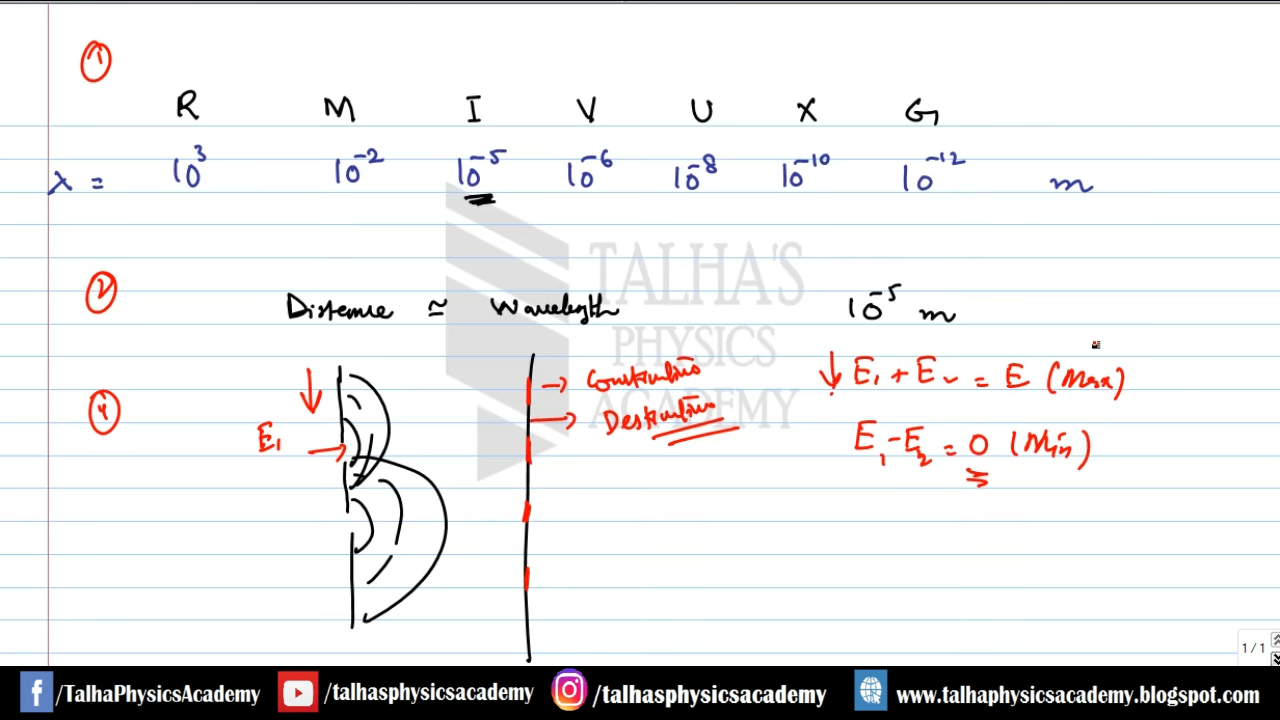 ①
R M I V U X G
λ = 10³ 10⁻² 10⁻⁵ 10⁻⁶ 10⁻⁸ 10⁻¹⁰ 10⁻¹² m
TALHA'S
PHYSICS
ACADEMY
② Distance ≅ Wavelength 10⁻⁵ m
④
→ Constructive
→ Destructive
E₁ →
↓ E₁ + E₂ = E (Max)
E₁ - E₂ = 0 (Min)
1 / 1
/TalhaPhysicsAcademy /talhasphysicsacademy /talhasphysicsacademy www.talhaphysicsacademy.blogspot.com